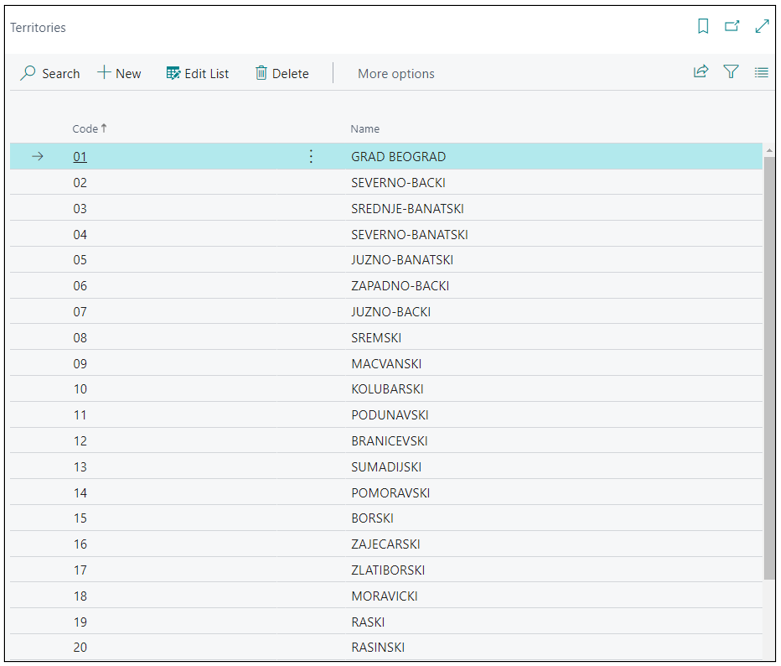 Territories
Search New Edit List Delete More options
Code Name
01 GRAD BEOGRAD
02 SEVERNO-BACKI
03 SREDNJE-BANATSKI
04 SEVERNO-BANATSKI
05 JUZNO-BANATSKI
06 ZAPADNO-BACKI
07 JUZNO-BACKI
08 SREMSKI
09 MACVANSKI
10 KOLUBARSKI
11 PODUNAVSKI
12 BRANICEVSKI
13 SUMADIJSKI
14 POMORAVSKI
15 BORSKI
16 ZAJECARSKI
17 ZLATIBORSKI
18 MORAVICKI
19 RASKI
20 RASINSKI